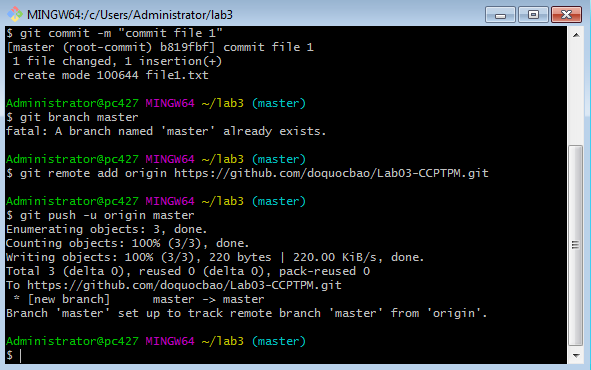 MINGW64:/c/Users/Administrator/lab3
$ git commit -m "commit file 1"
[master (root-commit) b819fbf] commit file 1
 1 file changed, 1 insertion(+)
 create mode 100644 file1.txt
Administrator@pc427 MINGW64 ~/lab3 (master)
$ git branch master
fatal: A branch named 'master' already exists.
Administrator@pc427 MINGW64 ~/lab3 (master)
$ git remote add origin https://github.com/doquocbao/Lab03-CCPTPM.git
Administrator@pc427 MINGW64 ~/lab3 (master)
$ git push -u origin master
Enumerating objects: 3, done.
Counting objects: 100% (3/3), done.
Writing objects: 100% (3/3), 220 bytes | 220.00 KiB/s, done.
Total 3 (delta 0), reused 0 (delta 0), pack-reused 0
To https://github.com/doquocbao/Lab03-CCPTPM.git
 * [new branch]      master -> master
Branch 'master' set up to track remote branch 'master' from 'origin'.
Administrator@pc427 MINGW64 ~/lab3 (master)
$